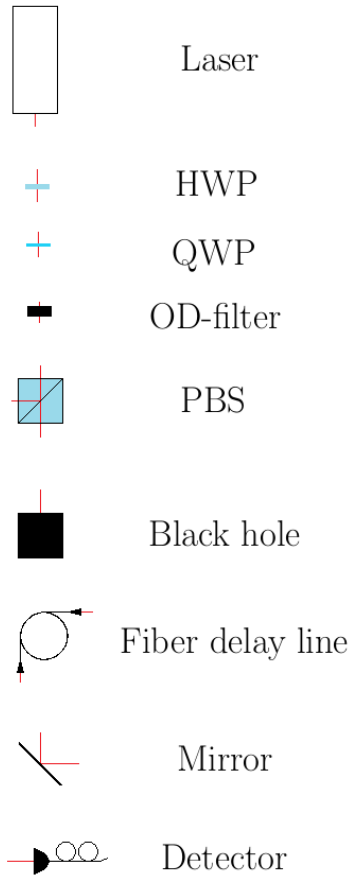 Laser
HWP
QWP
OD-filter
PBS
Black hole
Fiber delay line
Mirror
Detector